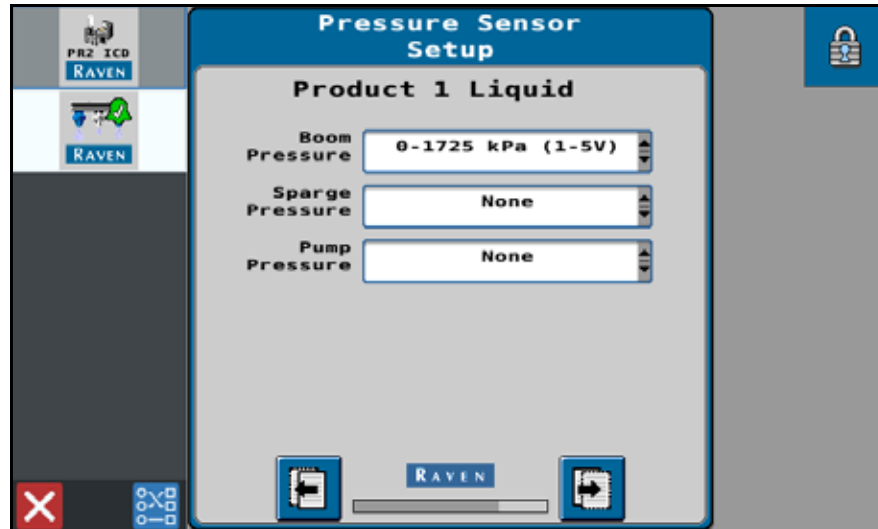 PR2 ICD
RAVEN
RAVEN
Pressure Sensor
Setup
Product 1 Liquid
Boom
Pressure
0-1725 kPa (1-5V)
Sparge
Pressure
None
Pump
Pressure
None
RAVEN